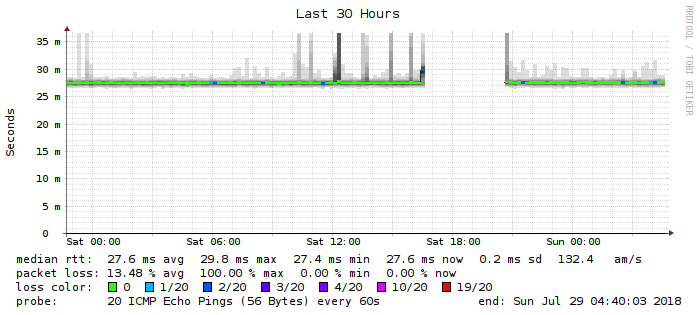 Last 30 Hours
RRDTOOL / TOBI OETIKER
Seconds
35 m
30 m
25 m
20 m
15 m
10 m
5 m
0
Sat 00:00 Sat 06:00 Sat 12:00 Sat 18:00 Sun 00:00
median rtt: 27.6 ms avg 29.8 ms max 27.4 ms min 27.6 ms now 0.2 ms sd 132.4 am/s
packet loss: 13.48 % avg 100.00 % max 0.00 % min 0.00 % now
loss color: 0 1/20 2/20 3/20 4/20 10/20 19/20
probe: 20 ICMP Echo Pings (56 Bytes) every 60s end: Sun Jul 29 04:40:03 2018